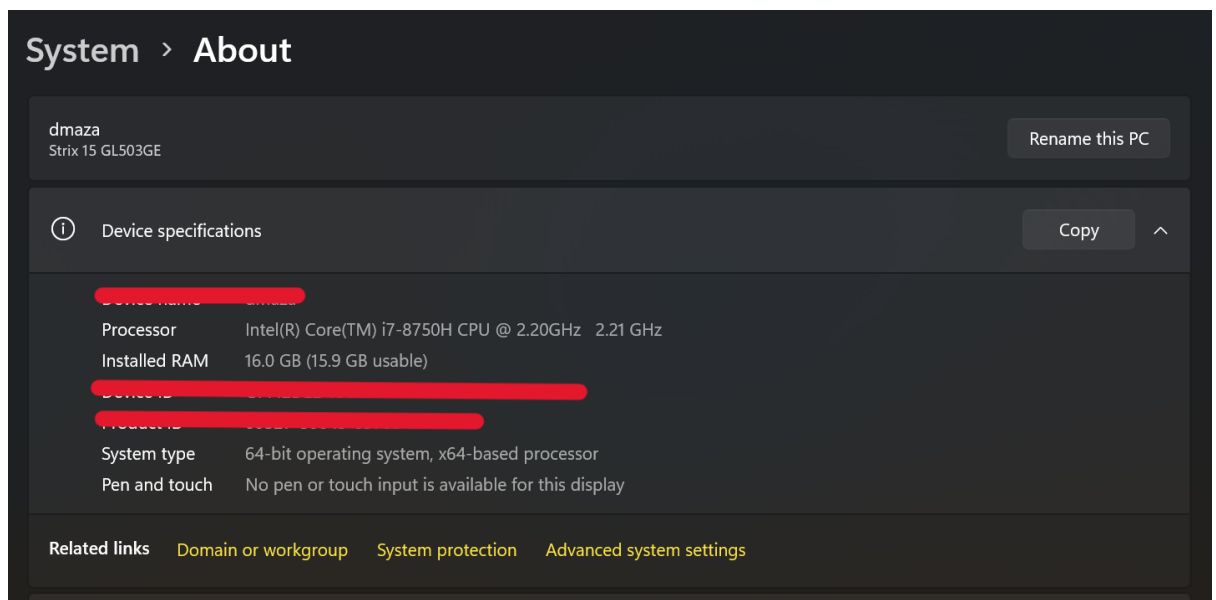 System > About
dmaza
Strix 15 GL503GE
Rename this PC
Device specifications
Copy
Processor Intel(R) Core(TM) i7-8750H CPU @ 2.20GHz 2.21 GHz
Installed RAM 16.0 GB (15.9 GB usable)
System type 64-bit operating system, x64-based processor
Pen and touch No pen or touch input is available for this display
Related links Domain or workgroup System protection Advanced system settings